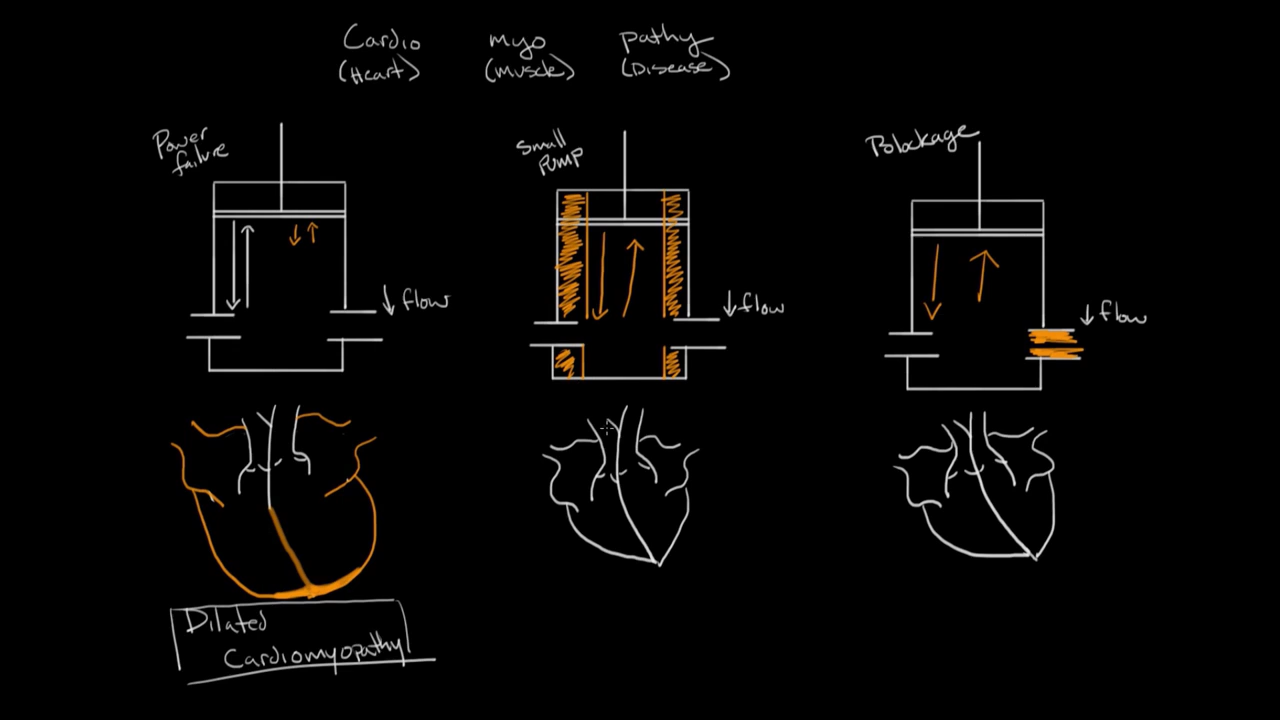 Cardio myo pathy
(Heart) (Muscle) (Disease)
Power
failure
↓ flow
Small
Pump
↓ flow
Blockage
↓ flow
Dilated
Cardiomyopathy